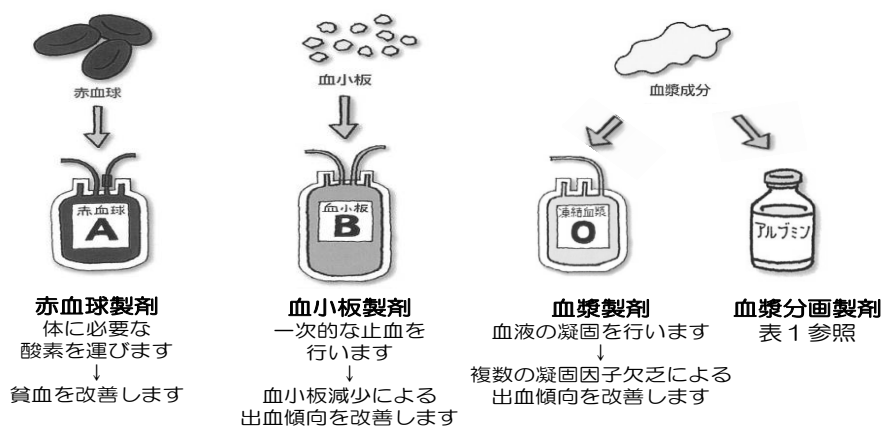 赤血球
血小板
血漿成分
赤血球
A
血小板
B
凍結血漿
O
アルブミン
赤血球製剤
体に必要な
酸素を運びます
↓
貧血を改善します
血小板製剤
一次的な止血を
行います
↓
血小板減少による
出血傾向を改善します
血漿製剤
血液の凝固を行います
↓
複数の凝固因子欠乏による
出血傾向を改善します
血漿分画製剤
表1参照